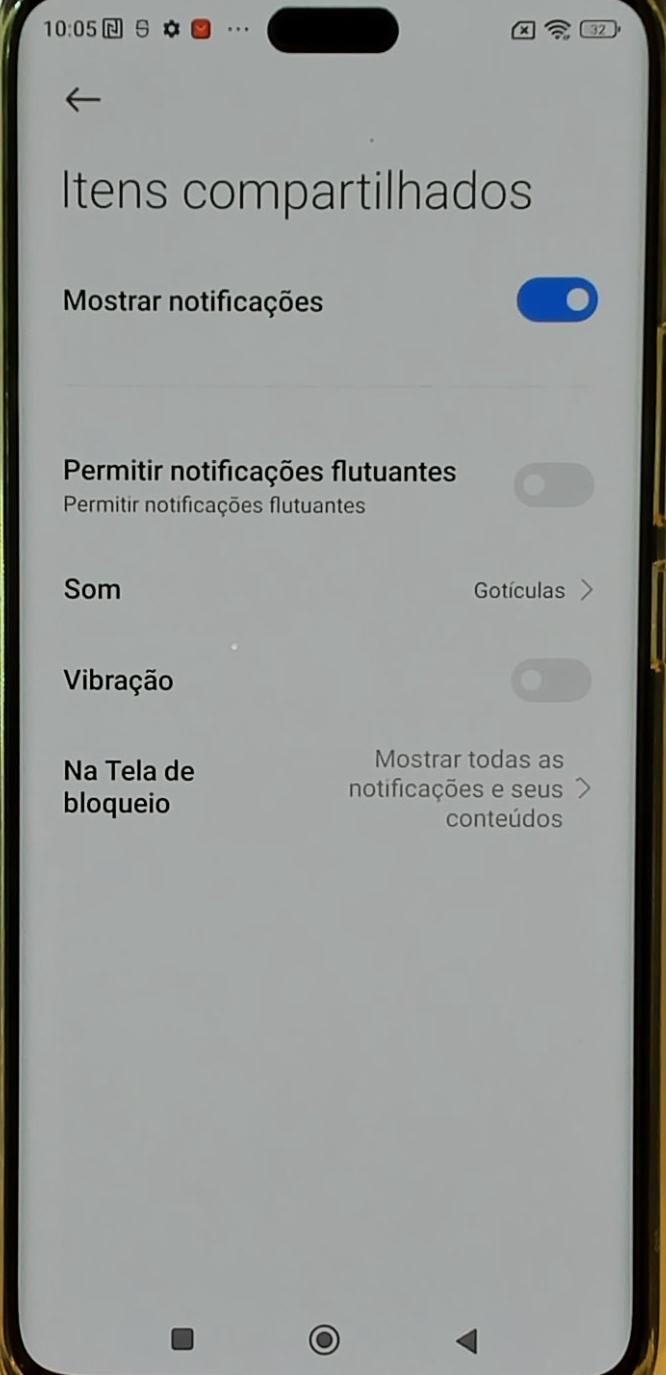 10:05
32
Itens compartilhados
Mostrar notificações
Permitir notificações flutuantes
Permitir notificações flutuantes
Som
Gotículas
Vibração
Na Tela de
bloqueio
Mostrar todas as
notificações e seus
conteúdos